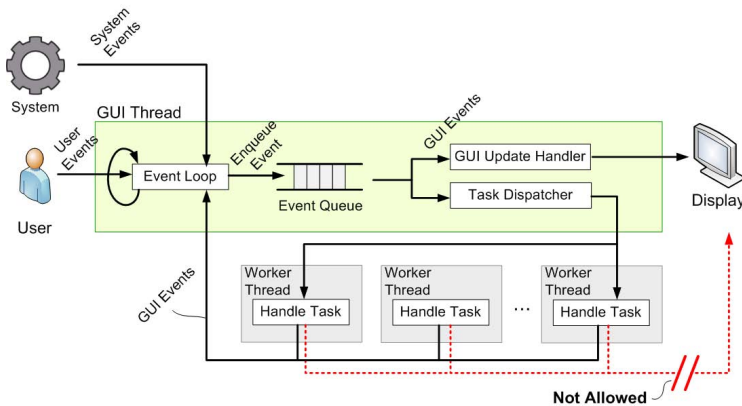 System
Events
System
GUI Thread
User
Events
Event Loop
Enqueue
Event
Event Queue
GUI Events
GUI Update Handler
Task Dispatcher
Display
User
GUI Events
Worker
Thread
Handle Task
Worker
Thread
Handle Task
...
Worker
Thread
Handle Task
Not Allowed